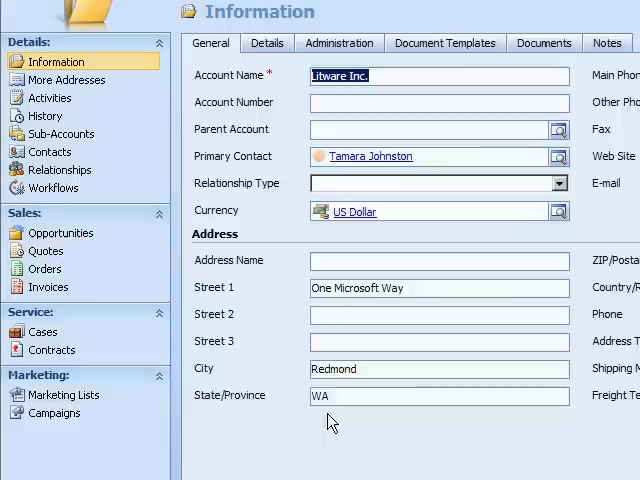 Information
Details:
Information
More Addresses
Activities
History
Sub-Accounts
Contacts
Relationships
Workflows
Sales:
Opportunities
Quotes
Orders
Invoices
Service:
Cases
Contracts
Marketing:
Marketing Lists
Campaigns
General Details Administration Document Templates Documents Notes
Account Name * Litware Inc. Main Phon
Account Number Other Pho
Parent Account Fax
Primary Contact Tamara Johnston Web Site
Relationship Type E-mail
Currency US Dollar
Address
Address Name ZIP/Posta
Street 1 One Microsoft Way Country/R
Street 2 Phone
Street 3 Address T
City Redmond Shipping M
State/Province WA Freight Te